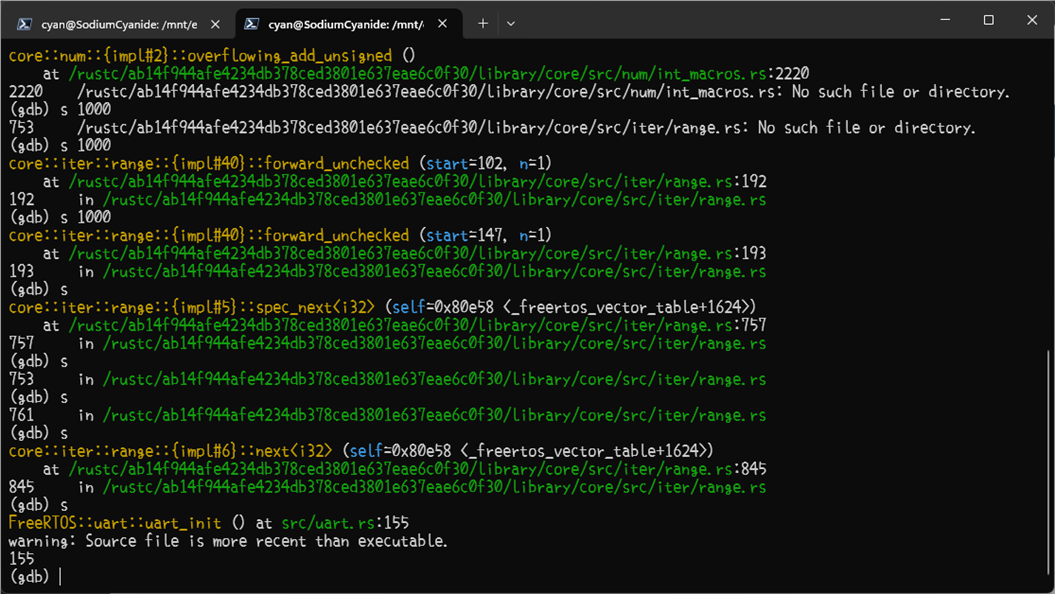 cyan@SodiumCyanide: /mnt/e
cyan@SodiumCyanide: /mnt/
core::num::{impl#2}::overflowing_add_unsigned ()
    at /rustc/ab14f944afe4234db378ced3801e637eae6c0f30/library/core/src/num/int_macros.rs:2220
2220    /rustc/ab14f944afe4234db378ced3801e637eae6c0f30/library/core/src/num/int_macros.rs: No such file or directory.
(gdb) s 1000
753     /rustc/ab14f944afe4234db378ced3801e637eae6c0f30/library/core/src/iter/range.rs: No such file or directory.
(gdb) s 1000
core::iter::range::{impl#40}::forward_unchecked (start=102, n=1)
    at /rustc/ab14f944afe4234db378ced3801e637eae6c0f30/library/core/src/iter/range.rs:192
192     in /rustc/ab14f944afe4234db378ced3801e637eae6c0f30/library/core/src/iter/range.rs
(gdb) s 1000
core::iter::range::{impl#40}::forward_unchecked (start=147, n=1)
    at /rustc/ab14f944afe4234db378ced3801e637eae6c0f30/library/core/src/iter/range.rs:193
193     in /rustc/ab14f944afe4234db378ced3801e637eae6c0f30/library/core/src/iter/range.rs
(gdb) s
core::iter::range::{impl#5}::spec_next<i32> (self=0x80e58 <_freertos_vector_table+1624>)
    at /rustc/ab14f944afe4234db378ced3801e637eae6c0f30/library/core/src/iter/range.rs:757
757     in /rustc/ab14f944afe4234db378ced3801e637eae6c0f30/library/core/src/iter/range.rs
(gdb) s
753     in /rustc/ab14f944afe4234db378ced3801e637eae6c0f30/library/core/src/iter/range.rs
(gdb) s
761     in /rustc/ab14f944afe4234db378ced3801e637eae6c0f30/library/core/src/iter/range.rs
(gdb) s
core::iter::range::{impl#6}::next<i32> (self=0x80e58 <_freertos_vector_table+1624>)
    at /rustc/ab14f944afe4234db378ced3801e637eae6c0f30/library/core/src/iter/range.rs:845
845     in /rustc/ab14f944afe4234db378ced3801e637eae6c0f30/library/core/src/iter/range.rs
(gdb) s
FreeRTOS::uart::uart_init () at src/uart.rs:155
warning: Source file is more recent than executable.
155
(gdb)